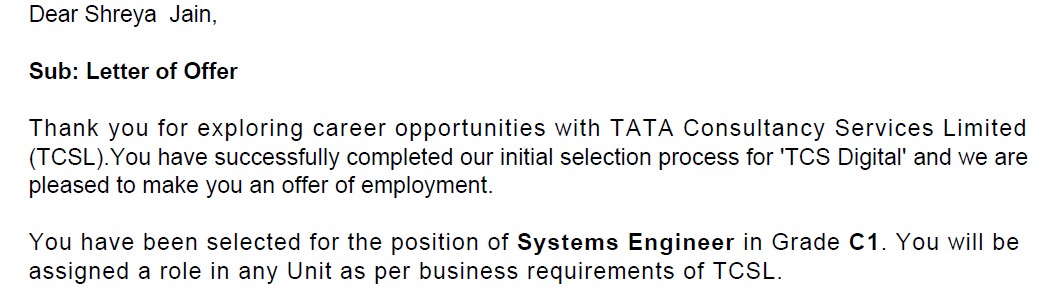 Dear Shreya  Jain,
Sub: Letter of Offer
Thank you for exploring career opportunities with TATA Consultancy Services Limited
(TCSL).You have successfully completed our initial selection process for 'TCS Digital' and we are
pleased to make you an offer of employment.
You have been selected for the position of Systems Engineer in Grade C1. You will be
assigned a role in any Unit as per business requirements of TCSL.